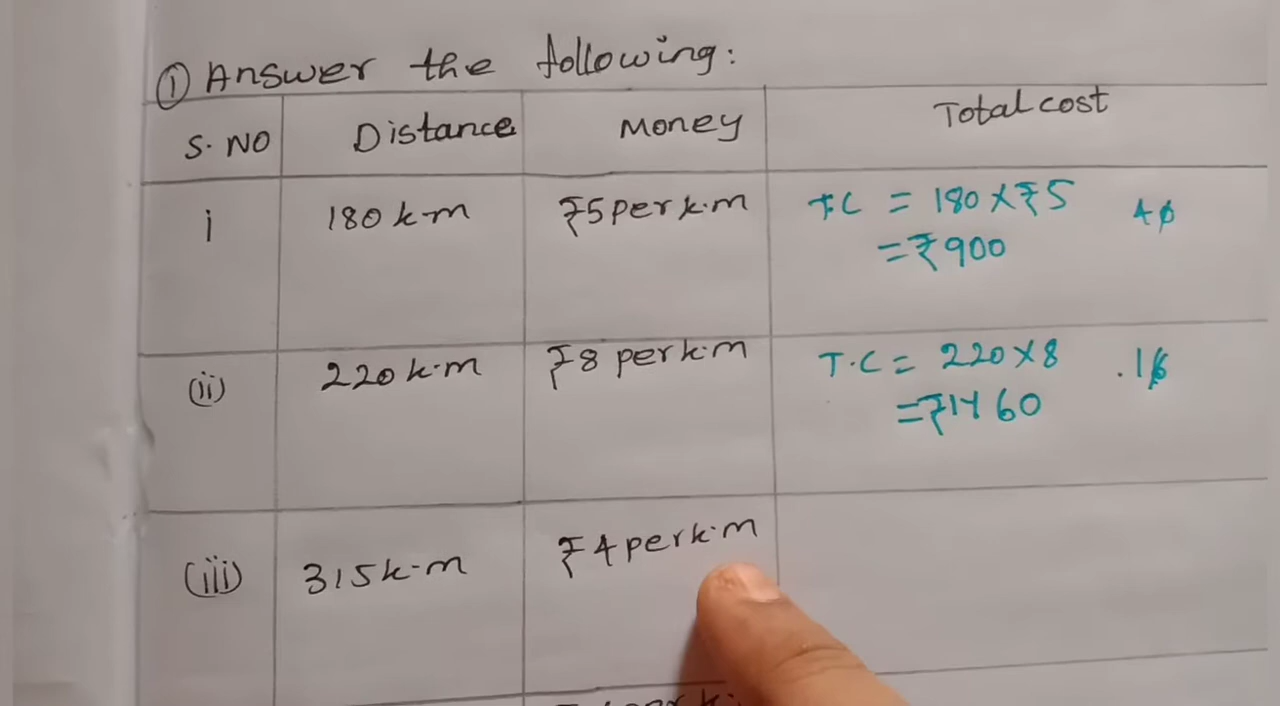 ① Answer the following:
S. NO Distance Money Total cost
i 180 k.m ₹5 per k.m T.C = 180 × ₹5 40
= ₹900
(ii) 220 k.m ₹8 per k.m T.C = 220 × 8 .16
= ₹1460
(iii) 315 k.m ₹4 per k.m